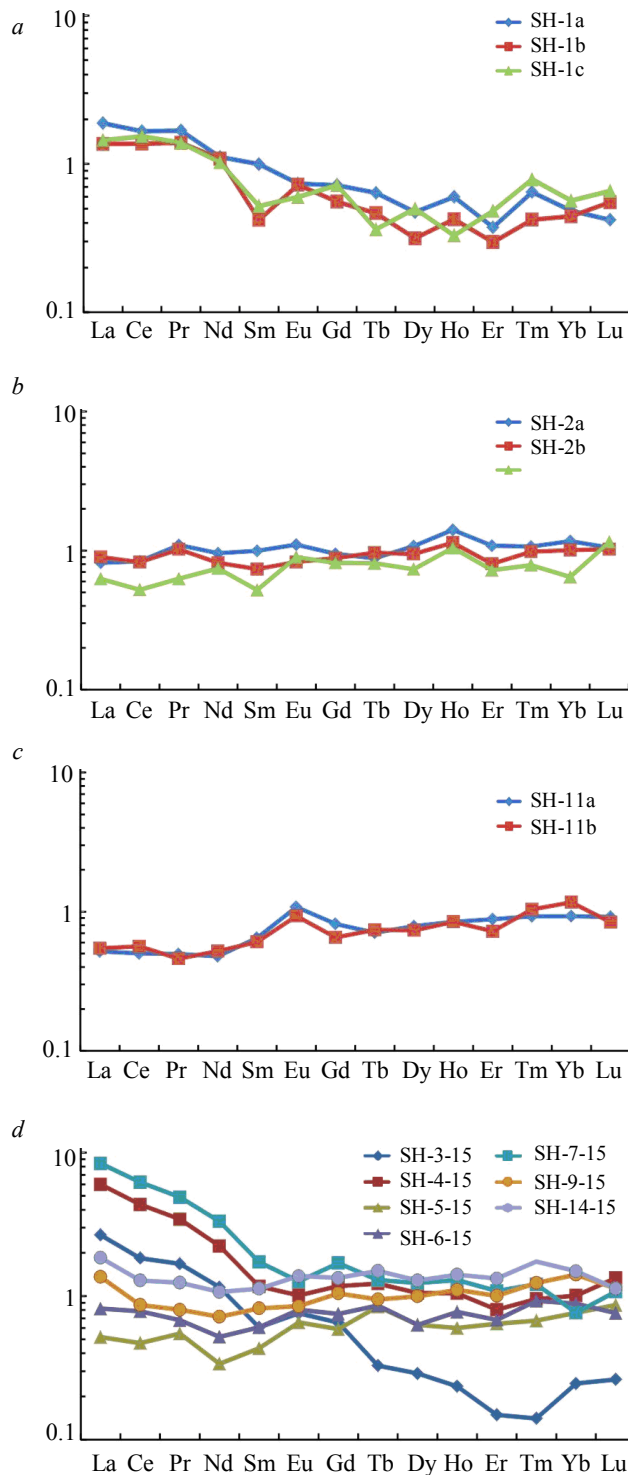 a
10
1
0.1
SH-1a
SH-1b
SH-1c
La Ce Pr Nd Sm Eu Gd Tb Dy Ho Er Tm Yb Lu
b
10
1
0.1
SH-2a
SH-2b
La Ce Pr Nd Sm Eu Gd Tb Dy Ho Er Tm Yb Lu
c
10
1
0.1
SH-11a
SH-11b
La Ce Pr Nd Sm Eu Gd Tb Dy Ho Er Tm Yb Lu
d
10
1
0.1
SH-3-15 SH-7-15
SH-4-15 SH-9-15
SH-5-15 SH-14-15
SH-6-15
La Ce Pr Nd Sm Eu Gd Tb Dy Ho Er Tm Yb Lu